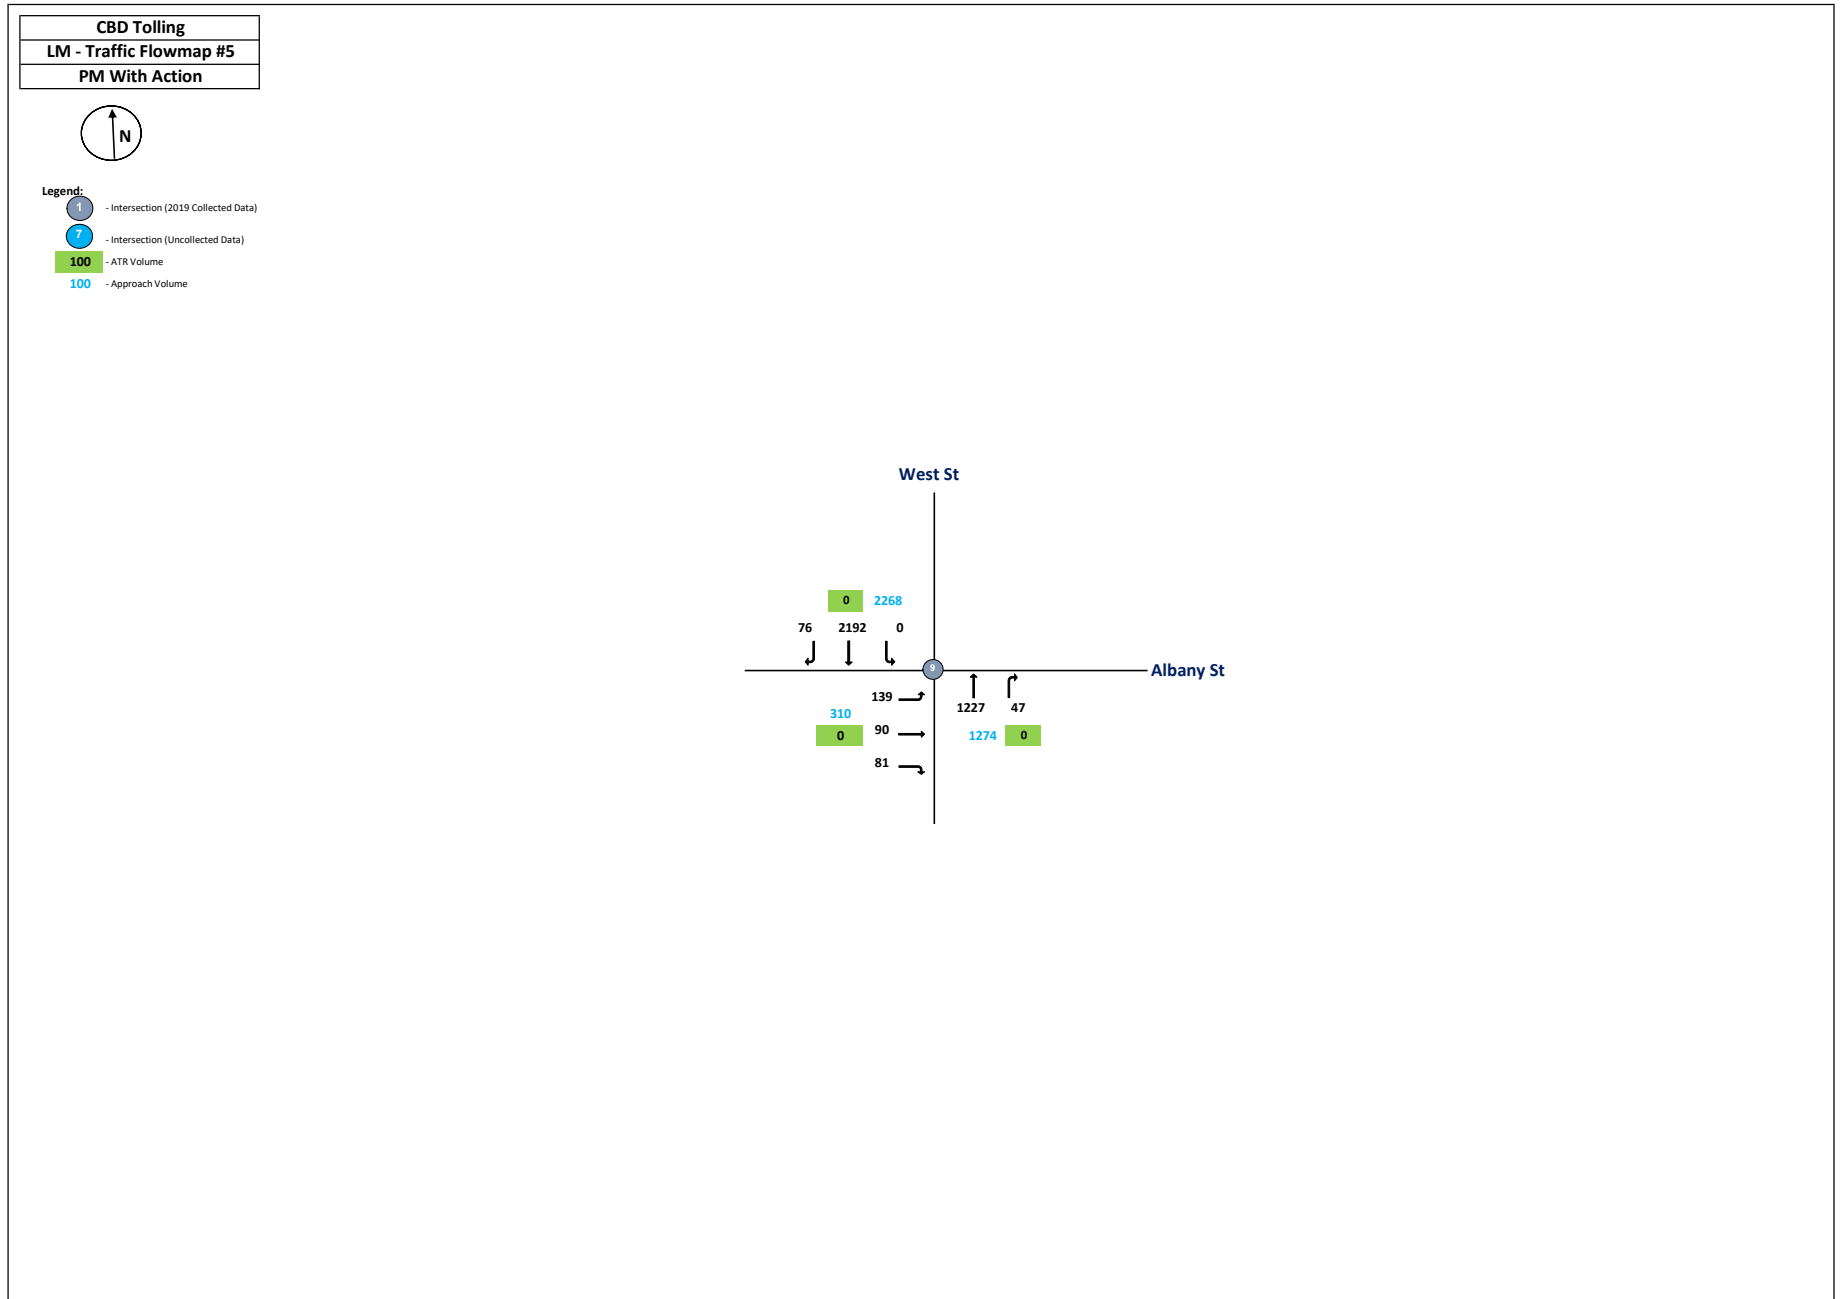 CBD Tolling
LM - Traffic Flowmap #5
PM With Action
N
Legend:
1 - Intersection (2019 Collected Data)
7 - Intersection (Uncollected Data)
100 - ATR Volume
100 - Approach Volume
West St
0 2268
76 2192 0
9
Albany St
139
1227 47
310
0
90
1274 0
81